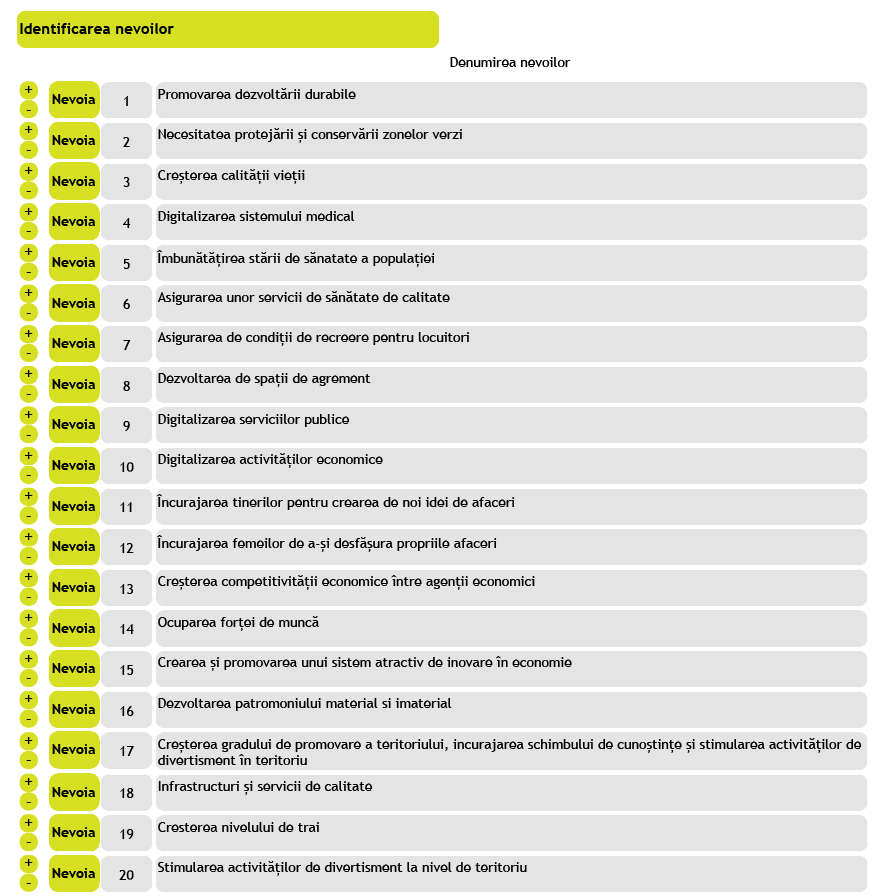 Identificarea nevoilor
Denumirea nevoilor
+
-
Nevoia 1 Promovarea dezvoltării durabile
+
-
Nevoia 2 Necesitatea protejării și conservării zonelor verzi
+
-
Nevoia 3 Creșterea calității vieții
+
-
Nevoia 4 Digitalizarea sistemului medical
+
-
Nevoia 5 Îmbunătățirea stării de sănatate a populației
+
-
Nevoia 6 Asigurarea unor servicii de sănătate de calitate
+
-
Nevoia 7 Asigurarea de condiții de recreere pentru locuitori
+
-
Nevoia 8 Dezvoltarea de spații de agrement
+
-
Nevoia 9 Digitalizarea serviciilor publice
+
-
Nevoia 10 Digitalizarea activităților economice
+
-
Nevoia 11 Încurajarea tinerilor pentru crearea de noi idei de afaceri
+
-
Nevoia 12 Încurajarea femeilor de a-și desfășura propriile afaceri
+
-
Nevoia 13 Creșterea competitivității economice între agenții economici
+
-
Nevoia 14 Ocuparea forței de muncă
+
-
Nevoia 15 Crearea și promovarea unui sistem atractiv de inovare în economie
+
-
Nevoia 16 Dezvoltarea patromoniului material si imaterial
+
-
Nevoia 17 Creșterea gradului de promovare a teritoriului, incurajarea schimbului de cunoștințe și stimularea activităților de
divertisment în teritoriu
+
-
Nevoia 18 Infrastructuri și servicii de calitate
+
-
Nevoia 19 Cresterea nivelului de trai
+
-
Nevoia 20 Stimularea activităților de divertisment la nivel de teritoriu